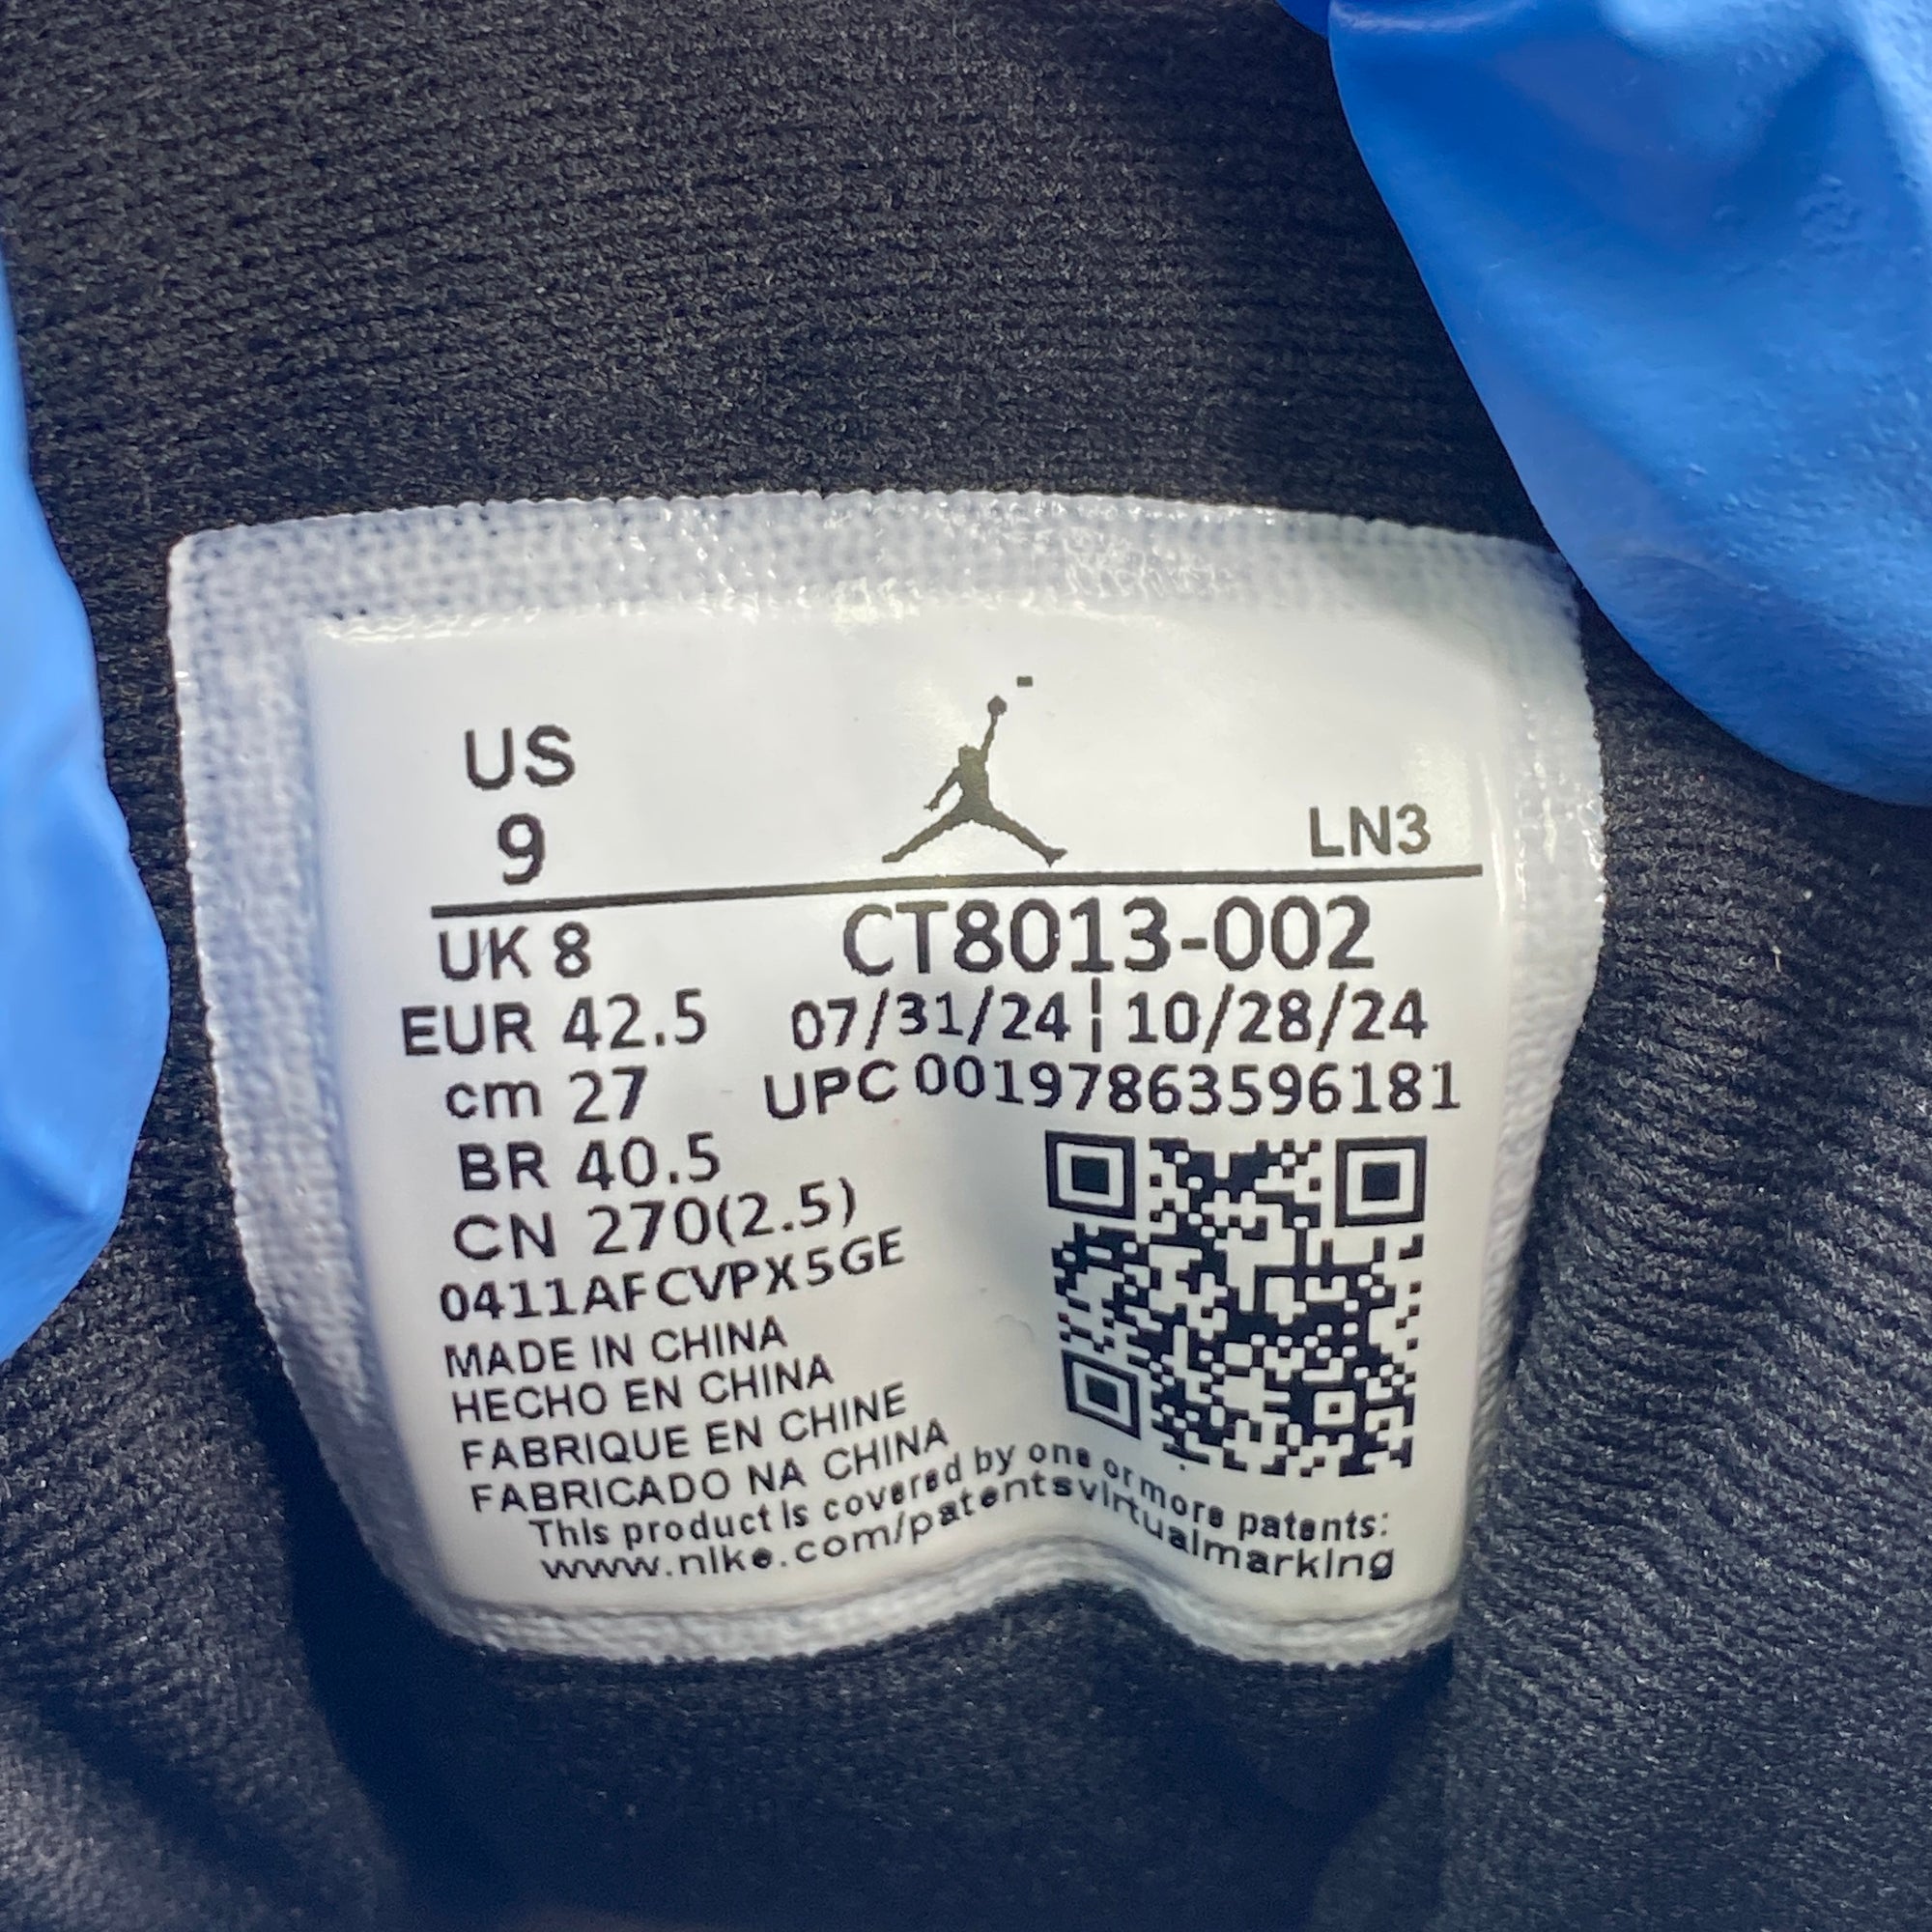 US
9
LN3
UK 8
CT8013-002
EUR 42.5
07/31/24 | 10/28/24
cm 27
UPC 00197863596181
BR 40.5
CN 270(2.5)
0411AFCVPX5GE
MADE IN CHINA
HECHO EN CHINA
FABRIQUE EN CHINE
FABRICADO NA CHINA
This product is covered by one or more patents:
www.nike.com/patentsvirtualmarking